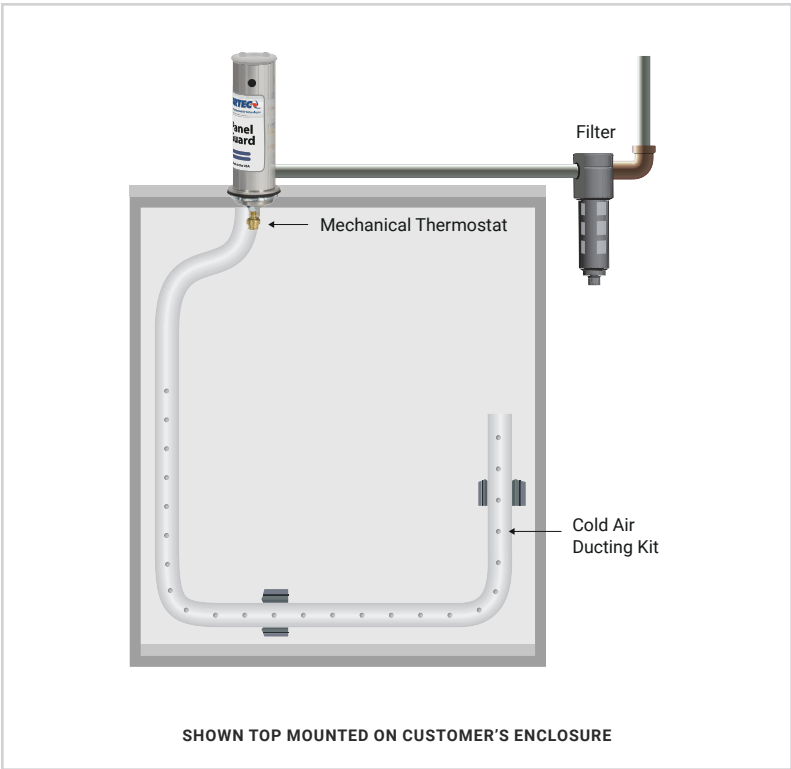 Filter
Mechanical Thermostat
Cold Air
Ducting Kit
SHOWN TOP MOUNTED ON CUSTOMER'S ENCLOSURE